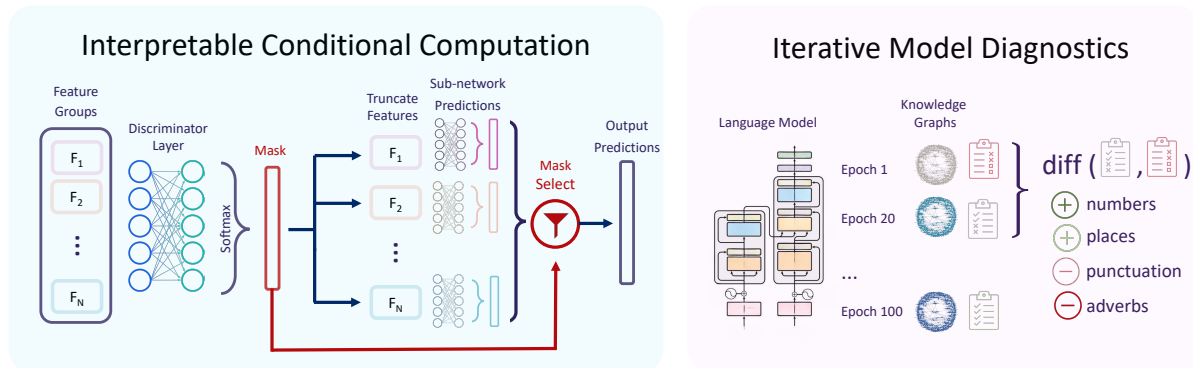 Interpretable Conditional Computation
Feature
Groups
F1
F2
...
FN
Discriminator
Layer
Softmax
Mask
Truncate
Features
F1
F2
...
FN
Sub-network
Predictions
Mask
Select
Output
Predictions
Iterative Model Diagnostics
Language Model
Knowledge
Graphs
Epoch 1
Epoch 20
...
Epoch 100
diff ( , )
+ numbers
+ places
− punctuation
− adverbs